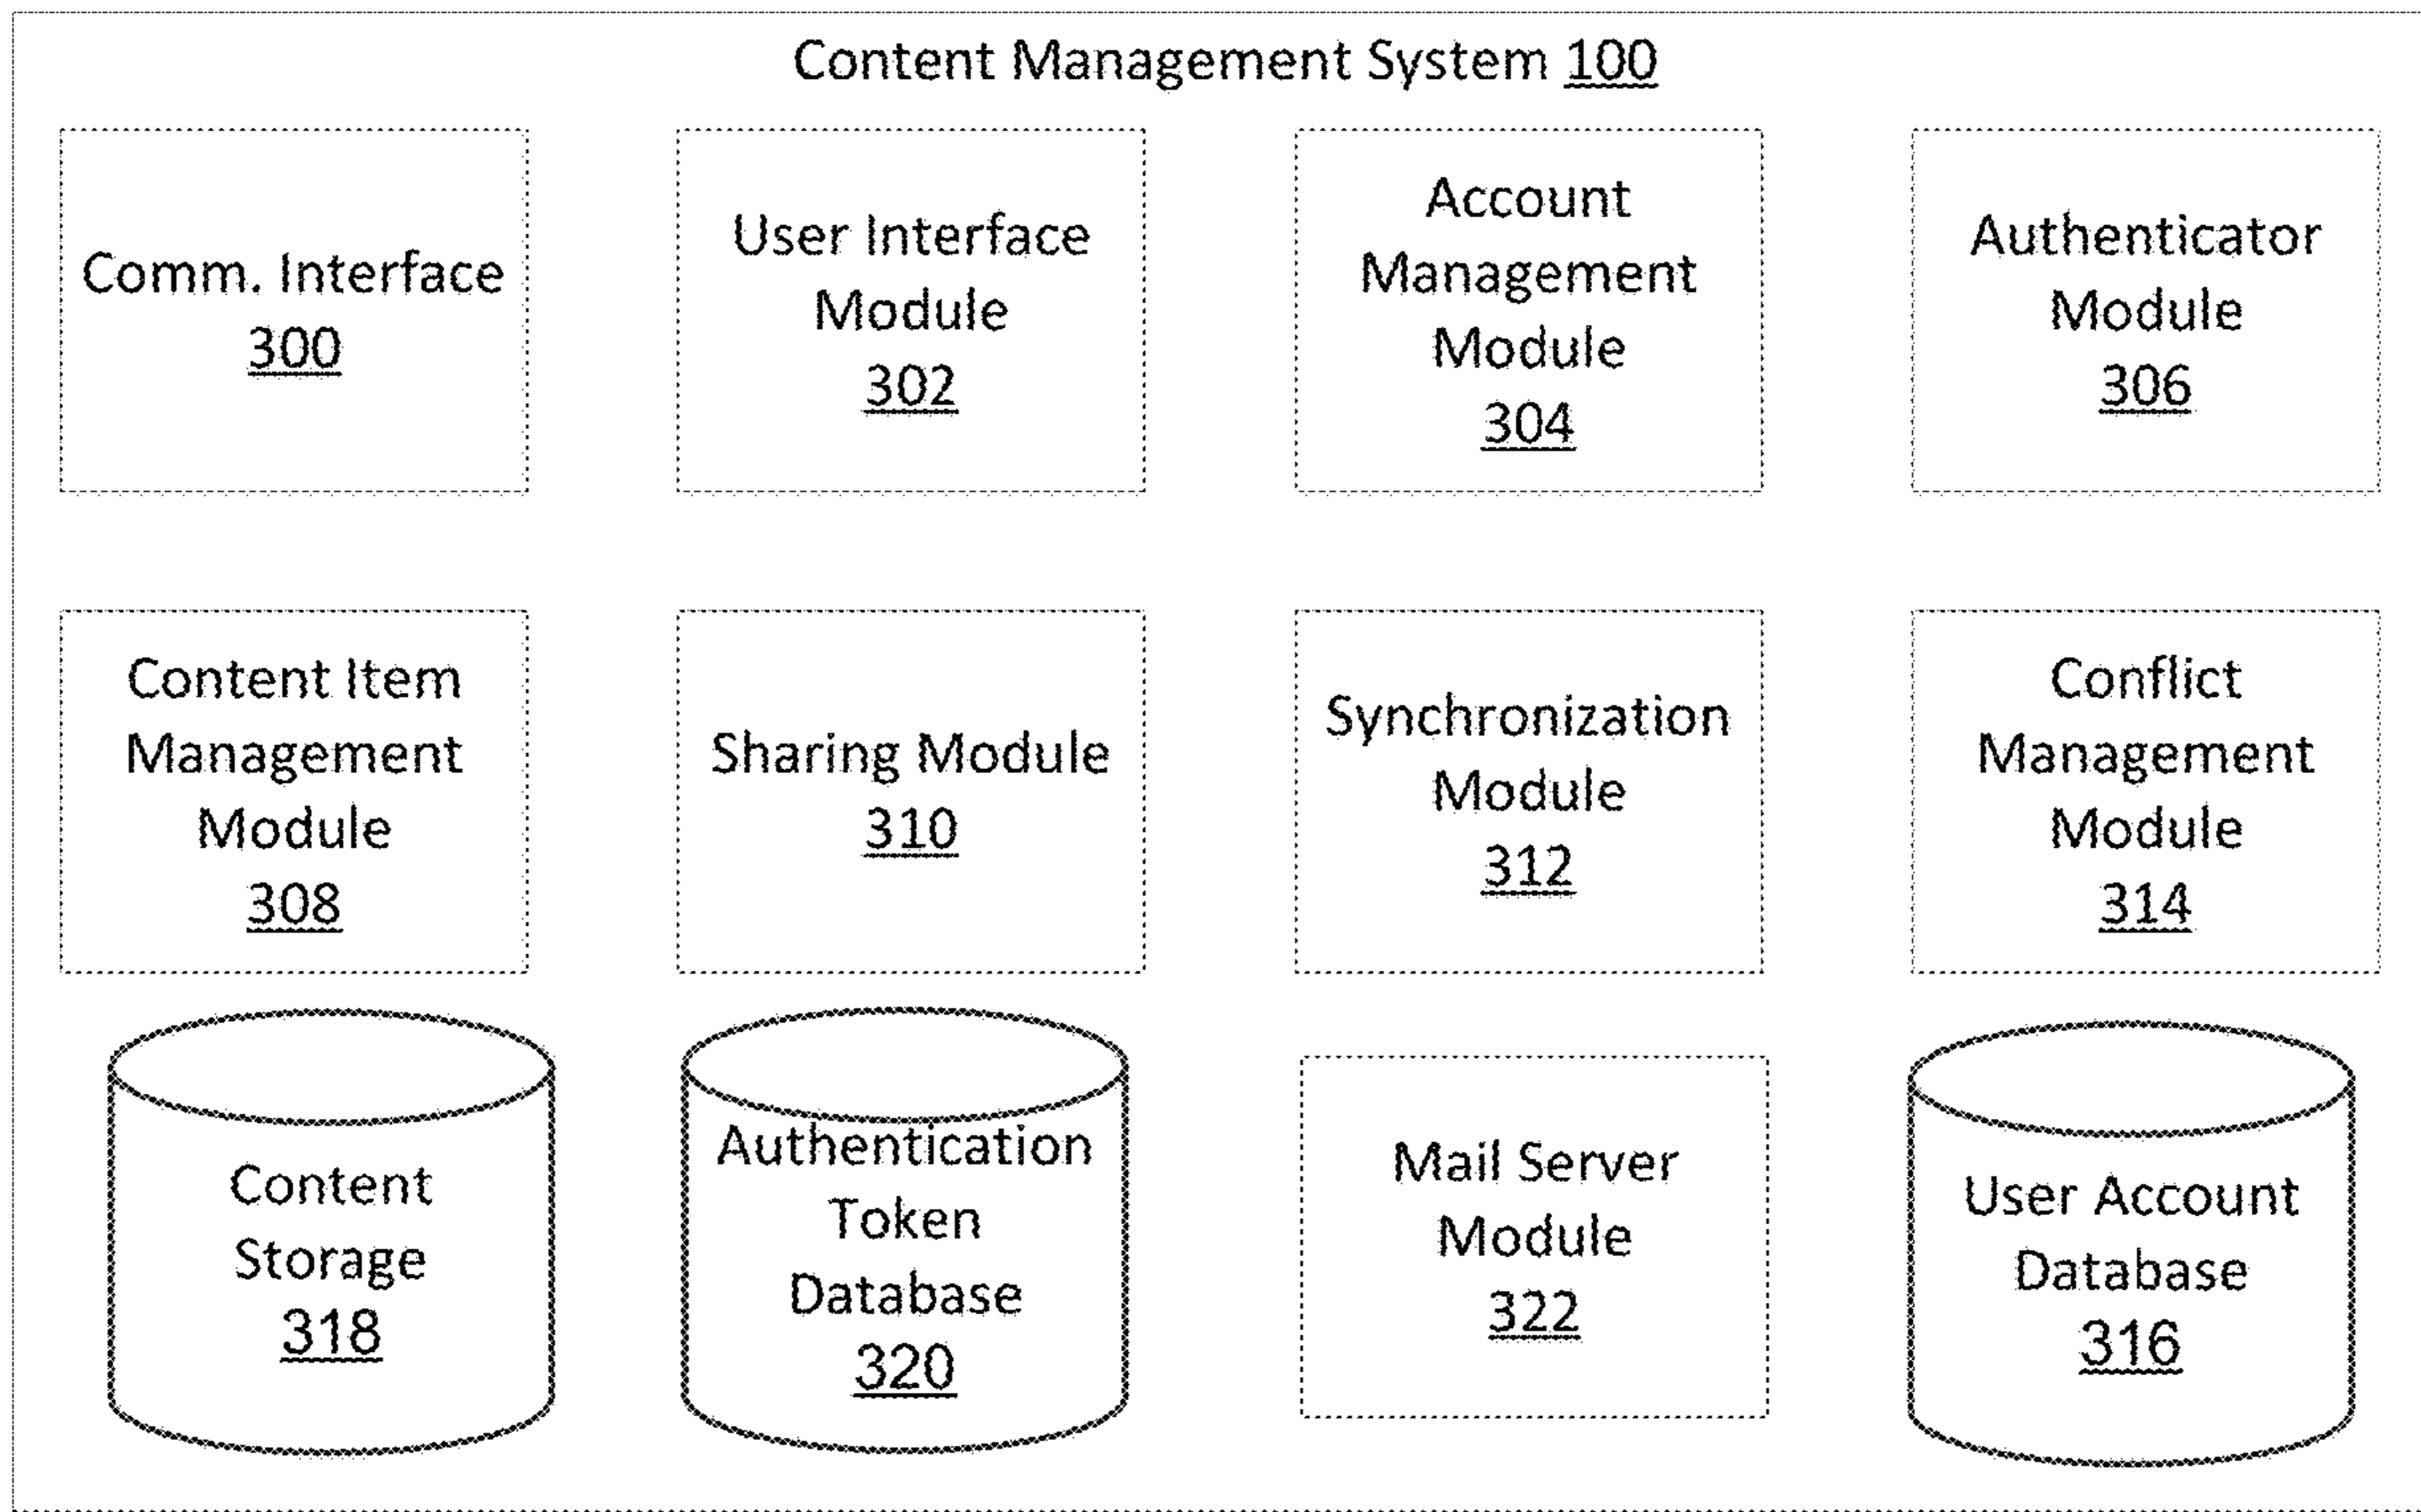 Content Management System 100
Comm. Interface
300
User Interface
Module
302
Account
Management
Module
304
Authenticator
Module
306
Content Item
Management
Module
308
Sharing Module
310
Synchronization
Module
312
Conflict
Management
Module
314
Content
Storage
318
Authentication
Token
Database
320
Mail Server
Module
322
User Account
Database
316